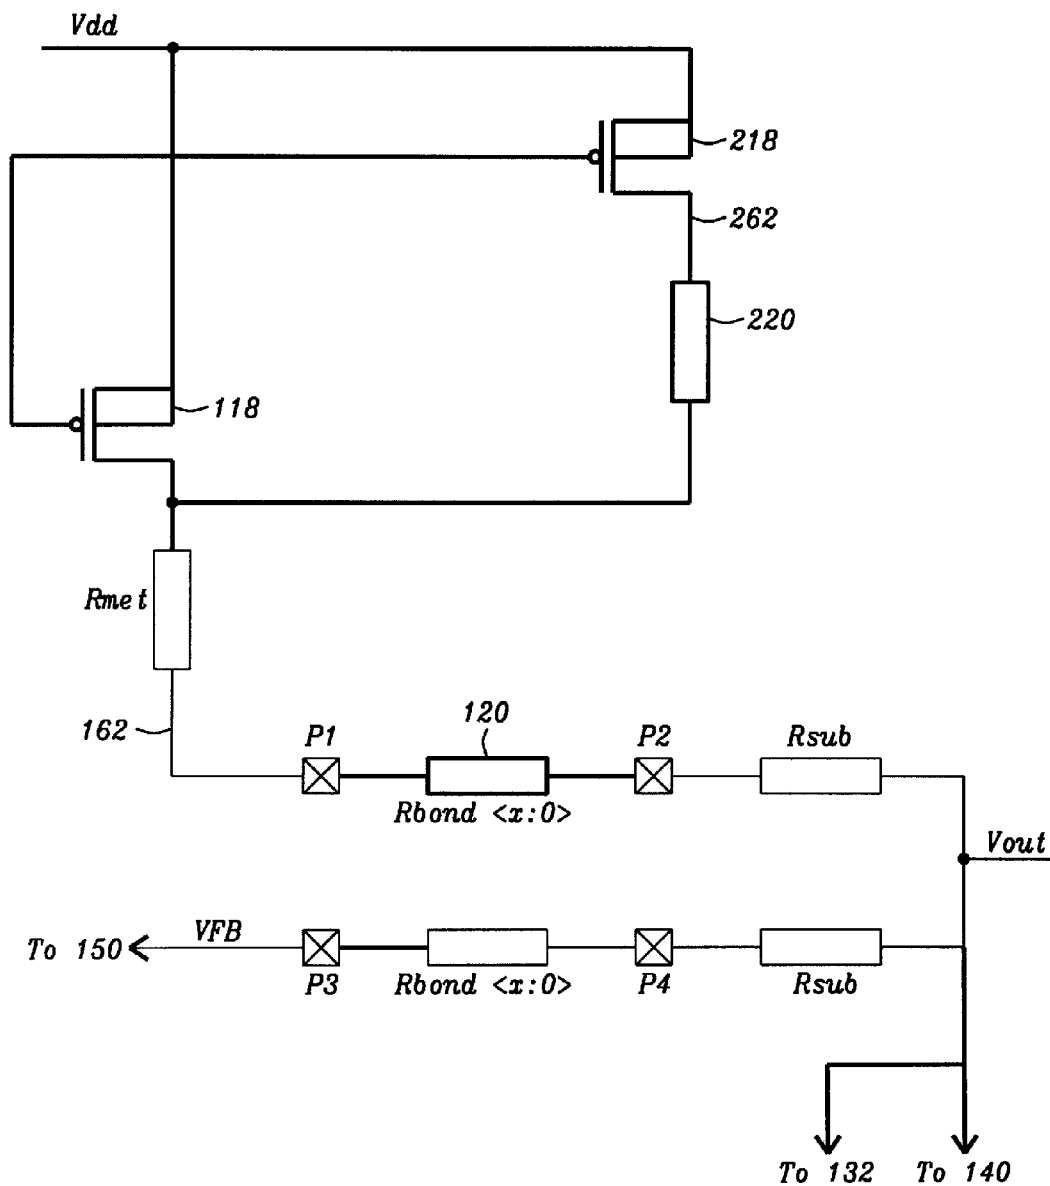 Vdd
218
262
220
118
Rmet
162
120
P1
P2
Rsub
Rbond <x:0>
Vout
VFB
To 150
P3
Rbond <x:0>
P4
Rsub
To 132
To 140